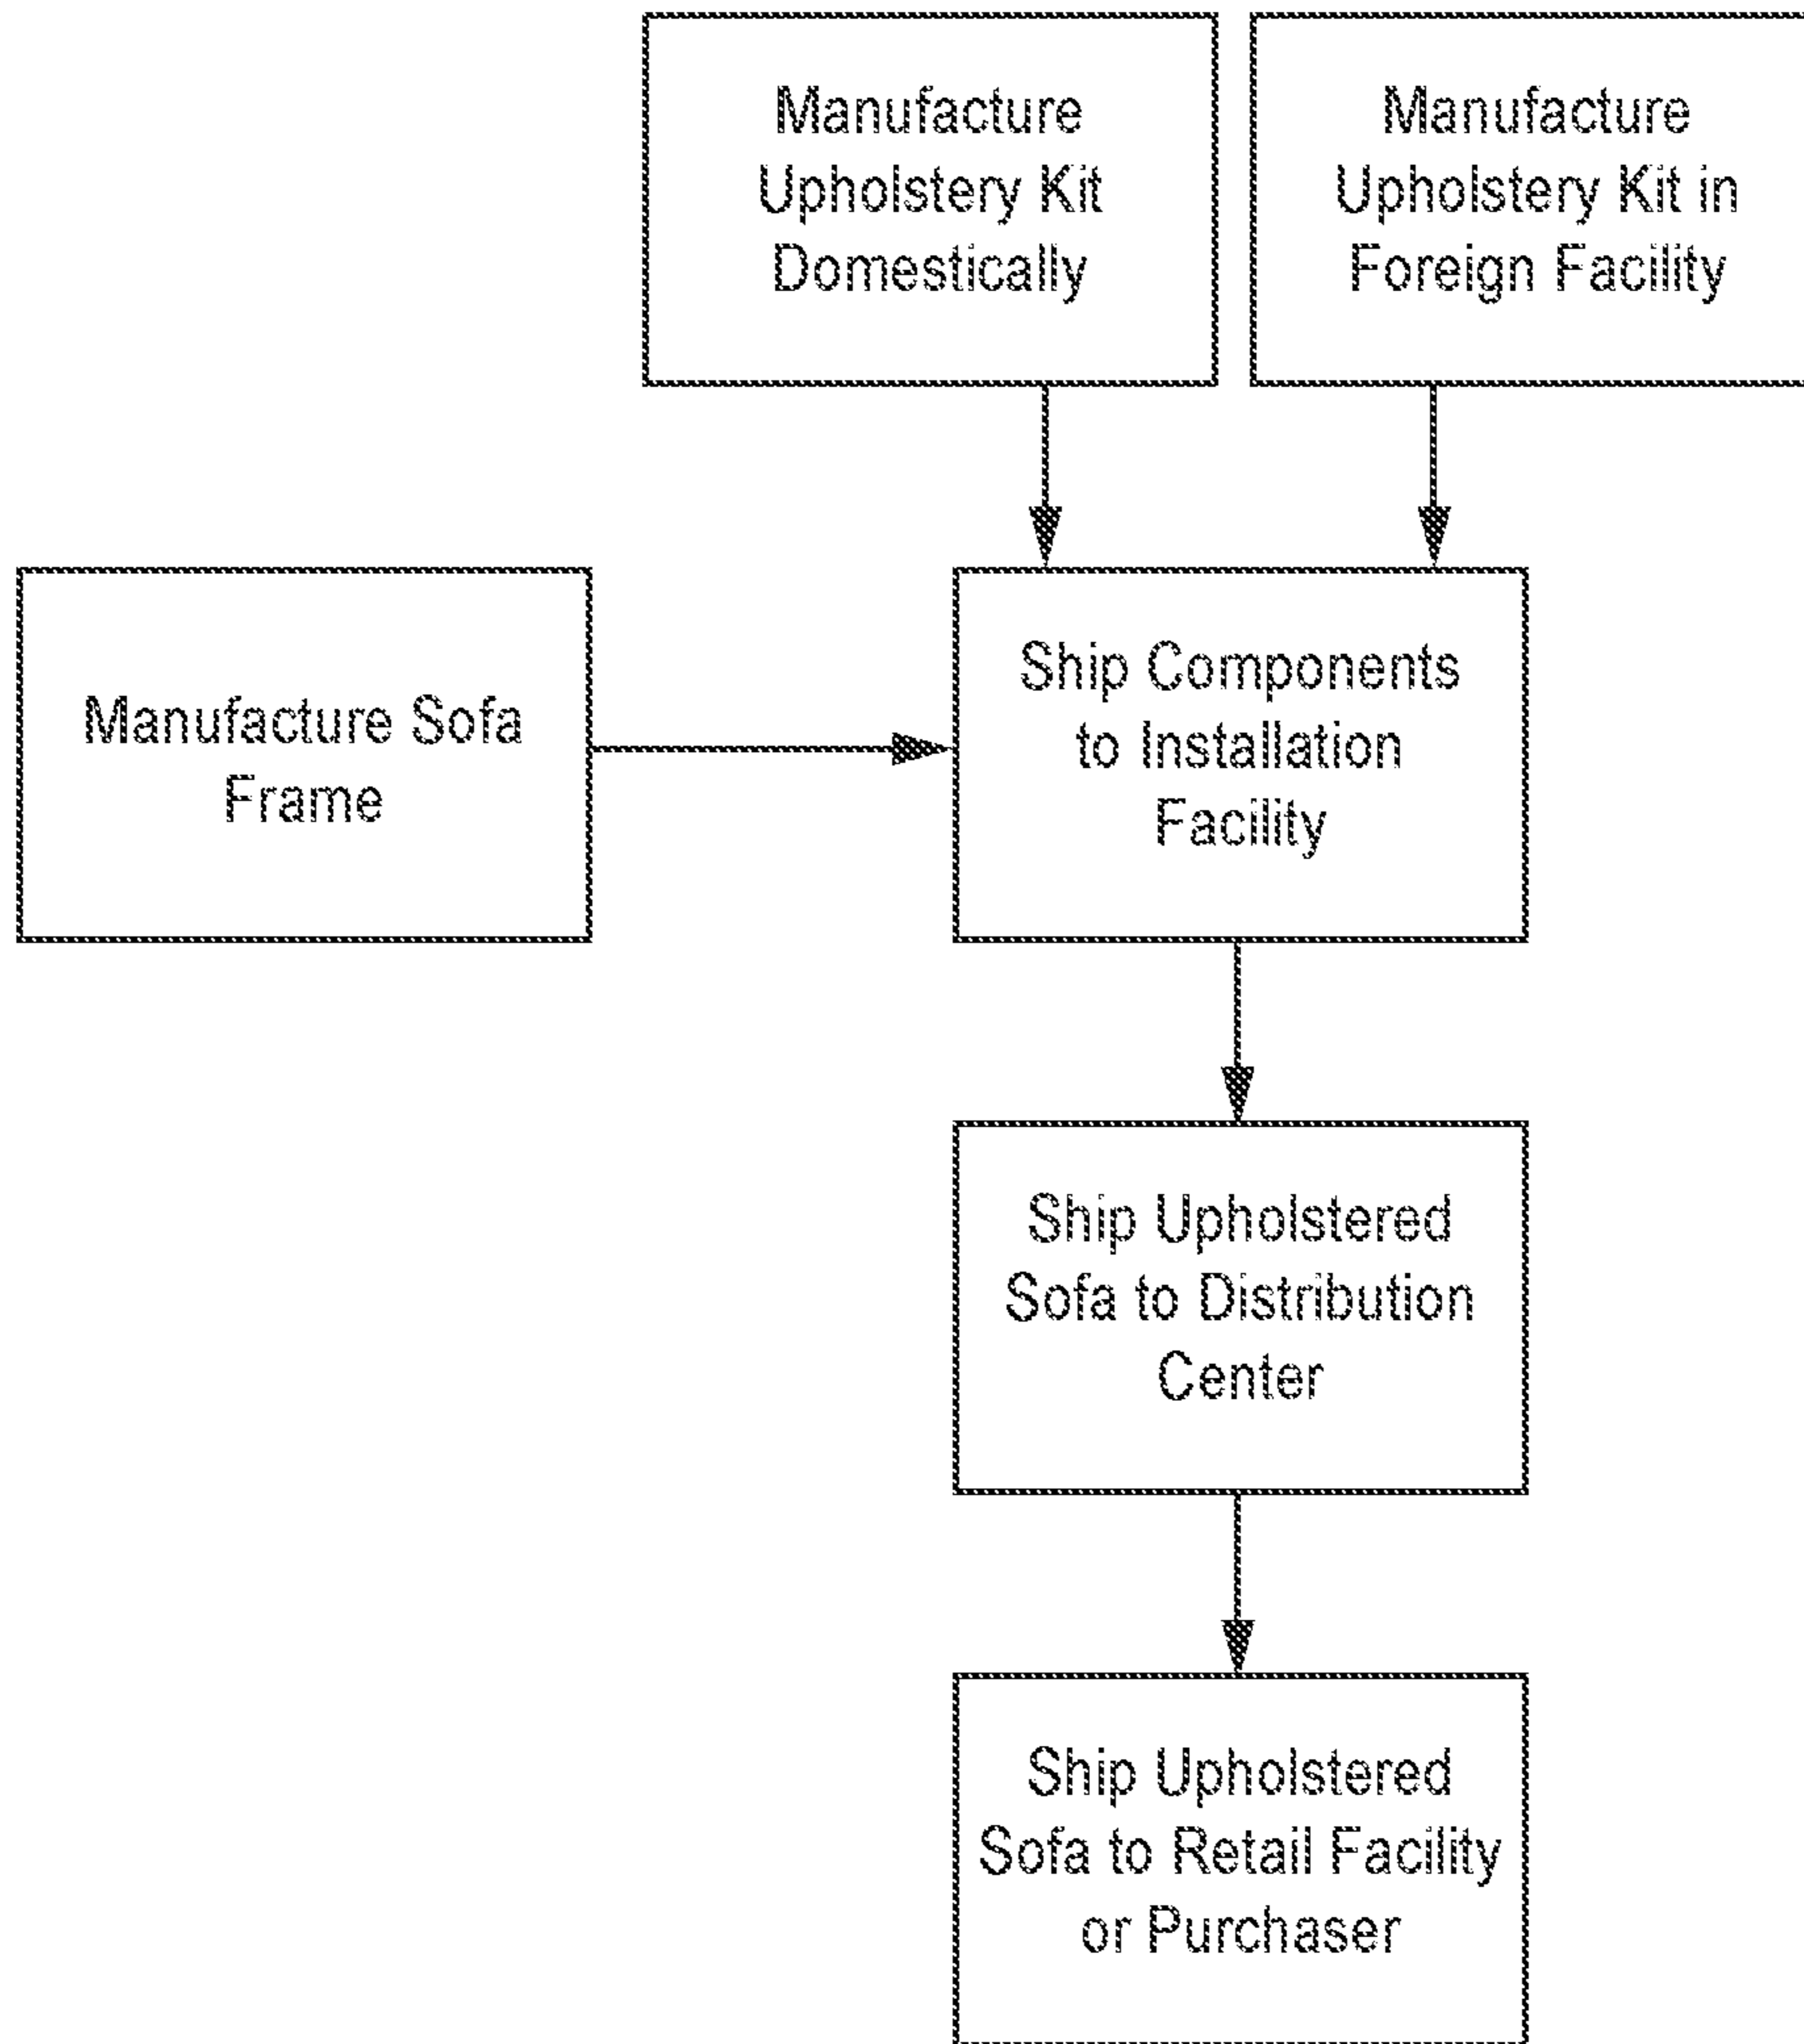 Manufacture
Upholstery Kit
Domestically
Manufacture
Upholstery Kit in
Foreign Facility
Manufacture Sofa
Frame
Ship Components
to Installation
Facility
Ship Upholstered
Sofa to Distribution
Center
Ship Upholstered
Sofa to Retail Facility
or Purchaser